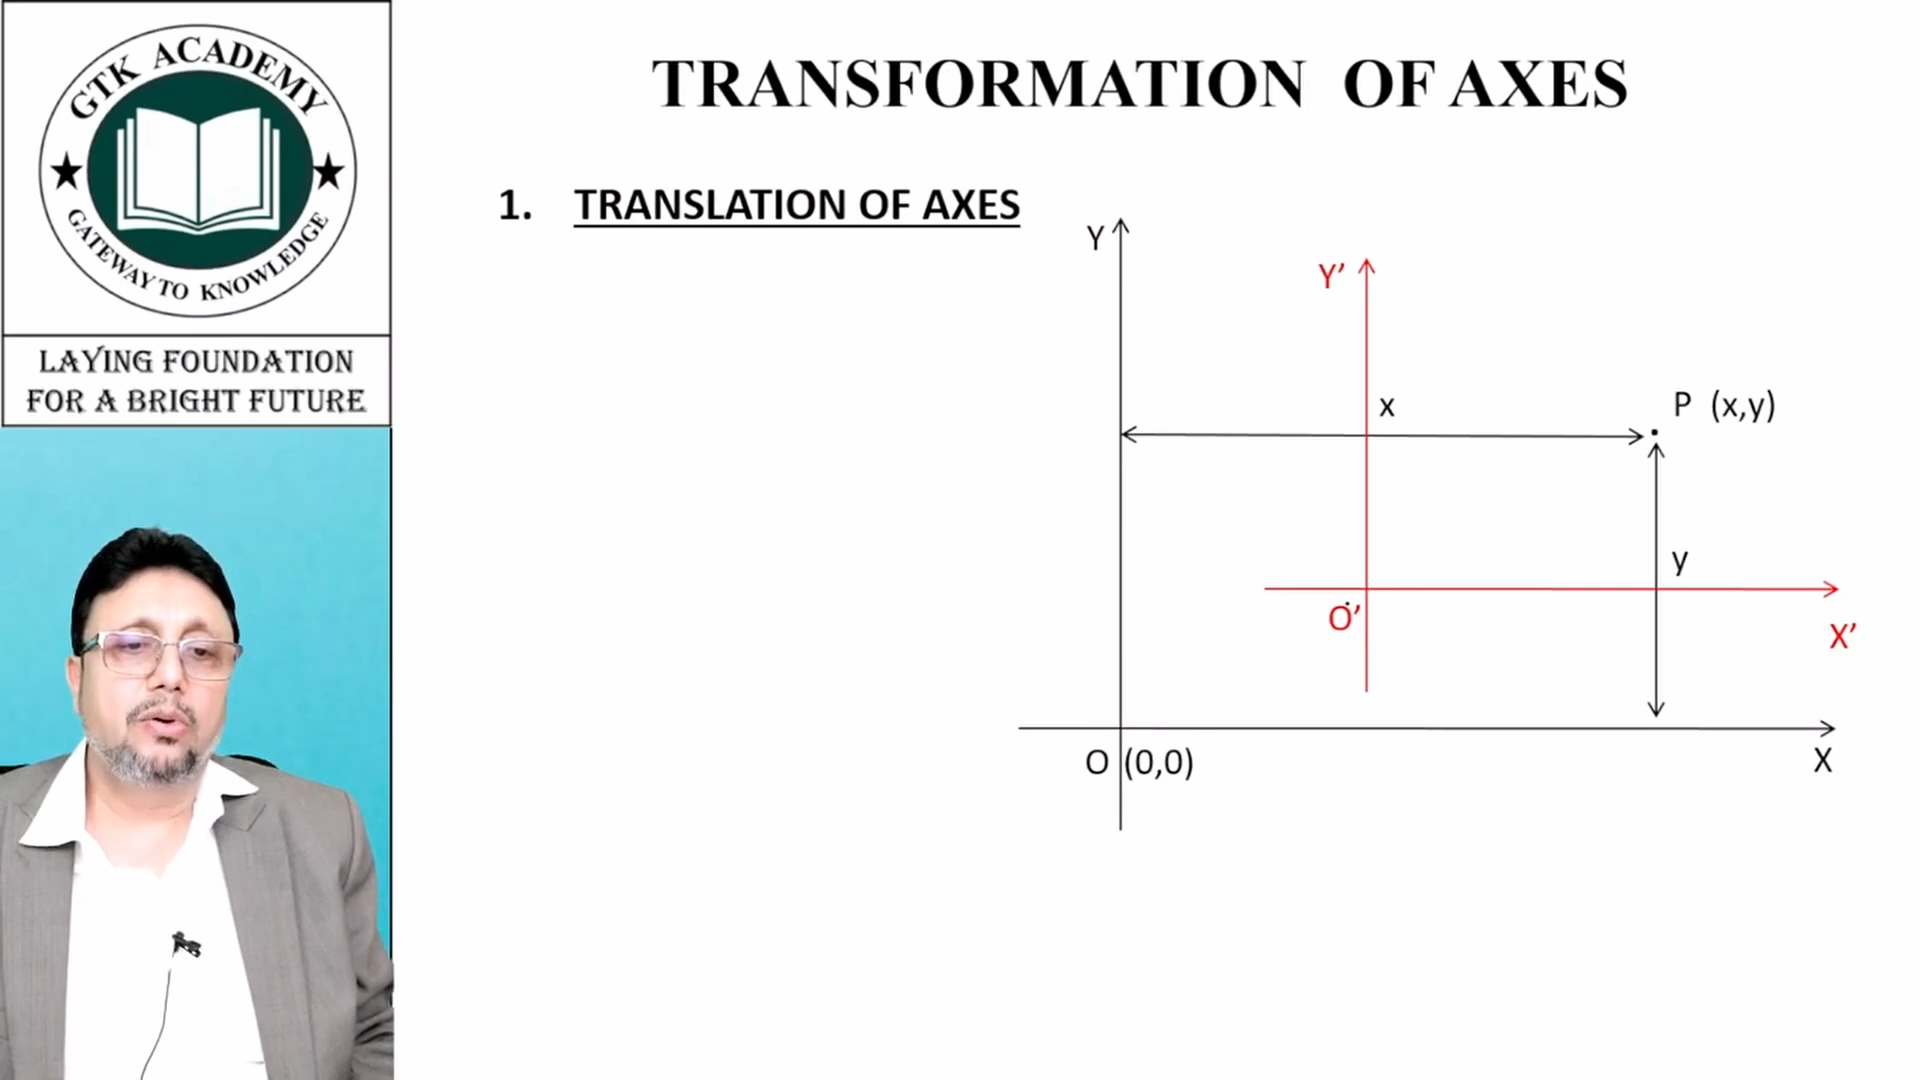 GTK ACADEMY
GATEWAY TO KNOWLEDGE
LAYING FOUNDATION
FOR A BRIGHT FUTURE
TRANSFORMATION OF AXES
1. TRANSLATION OF AXES
Y
Y’
x
P (x,y)
y
O’
X’
O (0,0)
X